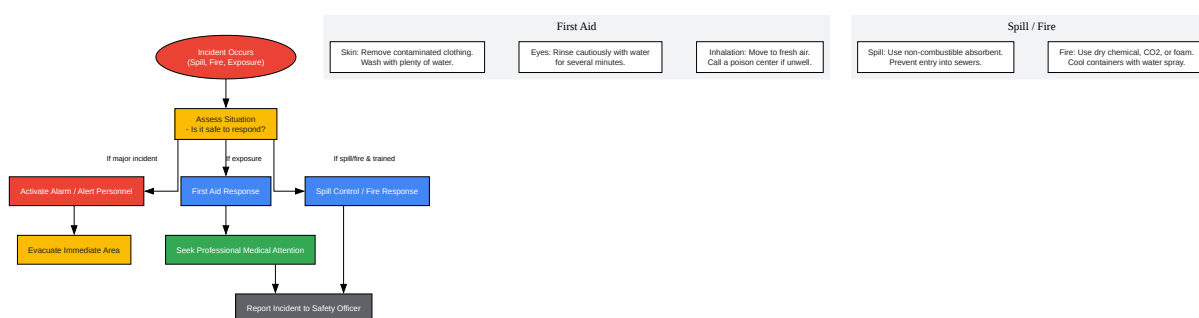 Incident Occurs
(Spill, Fire, Exposure)
First Aid
Skin: Remove contaminated clothing.
Wash with plenty of water.
Eyes: Rinse cautiously with water
for several minutes.
Inhalation: Move to fresh air.
Call a poison center if unwell.
Spill / Fire
Spill: Use non-combustible absorbent.
Prevent entry into sewers.
Fire: Use dry chemical, CO2, or foam.
Cool containers with water spray.
Assess Situation
- Is it safe to respond?
If major incident
If exposure
If spill/fire & trained
Activate Alarm / Alert Personnel
First Aid Response
Spill Control / Fire Response
Evacuate Immediate Area
Seek Professional Medical Attention
Report Incident to Safety Officer